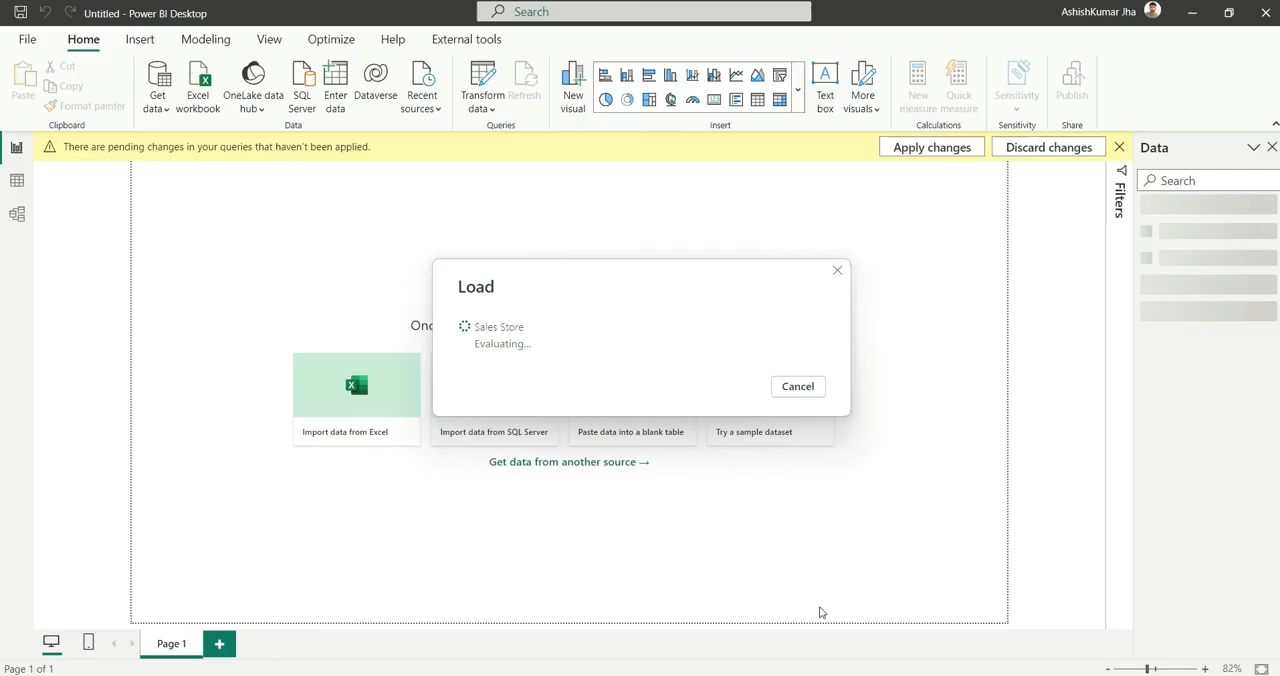 Untitled - Power BI Desktop
Search
AshishKumar Jha
File
Home
Insert
Modeling
View
Optimize
Help
External tools
Paste
Cut
Copy
Format painter
Clipboard
Get data
Excel workbook
OneLake data hub
SQL Server
Enter data
Dataverse
Recent sources
Data
Transform data
Refresh
Queries
New visual
A
Text box
More visuals
Insert
New measure
Quick measure
Calculations
Sensitivity
Sensitivity
Publish
Share
There are pending changes in your queries that haven't been applied.
Apply changes
Discard changes
Data
Search
Filters
Load
Sales Store
Evaluating...
Cancel
Onc
Import data from Excel
Import data from SQL Server
Paste data into a blank table
Try a sample dataset
Get data from another source →
Page 1
Page 1 of 1
82%